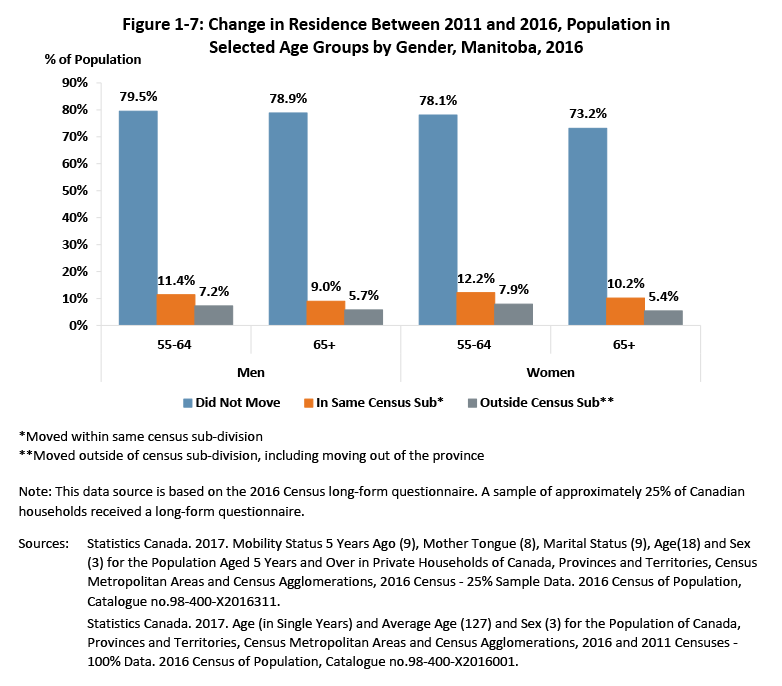 Figure 1-7: Change in Residence Between 2011 and 2016, Population in
Selected Age Groups by Gender, Manitoba, 2016
% of Population
90%
80%
70%
60%
50%
40%
30%
20%
10%
0%
79.5%
11.4%
7.2%
78.9%
9.0%
5.7%
78.1%
12.2%
7.9%
73.2%
10.2%
5.4%
55-64
65+
55-64
65+
Men
Women
Did Not Move
In Same Census Sub*
Outside Census Sub**
*Moved within same census sub-division
**Moved outside of census sub-division, including moving out of the province
Note: This data source is based on the 2016 Census long-form questionnaire. A sample of approximately 25% of Canadian
households received a long-form questionnaire.
Sources: Statistics Canada. 2017. Mobility Status 5 Years Ago (9), Mother Tongue (8), Marital Status (9), Age(18) and Sex
(3) for the Population Aged 5 Years and Over in Private Households of Canada, Provinces and Territories, Census
Metropolitan Areas and Census Agglomerations, 2016 Census - 25% Sample Data. 2016 Census of Population,
Catalogue no.98-400-X2016311.
Statistics Canada. 2017. Age (in Single Years) and Average Age (127) and Sex (3) for the Population of Canada,
Provinces and Territories, Census Metropolitan Areas and Census Agglomerations, 2016 and 2011 Censuses -
100% Data. 2016 Census of Population, Catalogue no.98-400-X2016001.